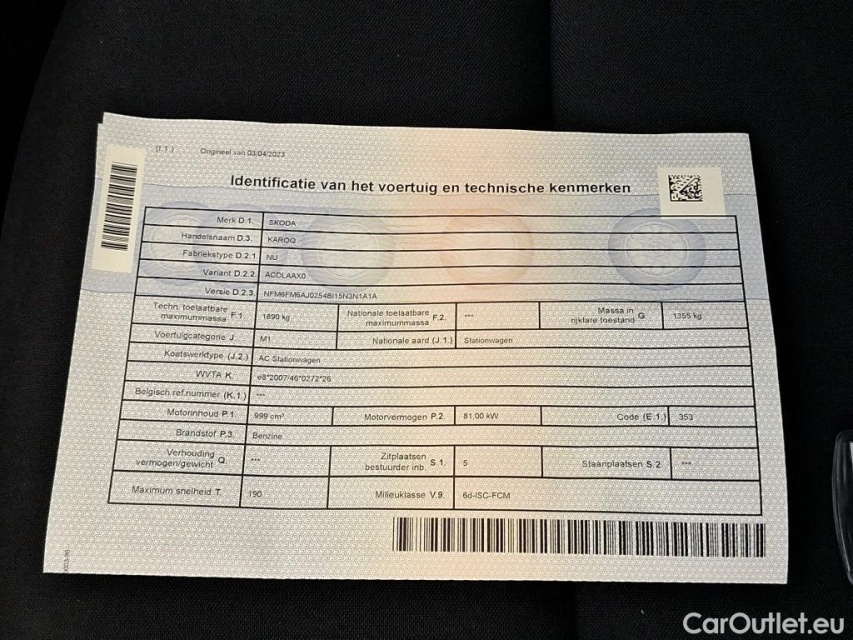 (I.1.) Origineel van 03/04/2023
Identificatie van het voertuig en technische kenmerken
Merk D.1. SKODA
Handelsnaam D.3. KAROQ
Fabriekstype D.2.1. NU
Variant D.2.2. ACDLAAX0
Versie D.2.3. NFM6FM6AJ0254BI15N3N1A1A
Techn. toelaatbare maximummassa F.1. 1890 kg Nationale toelaatbare maximummassa F.2. --- Massa in rijklare toestand G 1355 kg
Voertuigcategorie J. M1 Nationale aard (J.1.) Stationwagen
Koetswerktype (J.2.) AC Stationwagen
WVTA K. e8*2007/46*0272*26
Belgisch ref.nummer (K.1.) ---
Motorinhoud P.1. 999 cm³ Motorvermogen P.2. 81,00 kW Code (E.1.) 353
Brandstof P.3. Benzine
Verhouding vermogen/gewicht Q. --- Zitplaatsen bestuurder inb. S.1. 5 Staanplaatsen S.2. ---
Maximum snelheid T. 190 Milieuklasse V.9. 6d-ISC-FCM
CarOutlet.eu